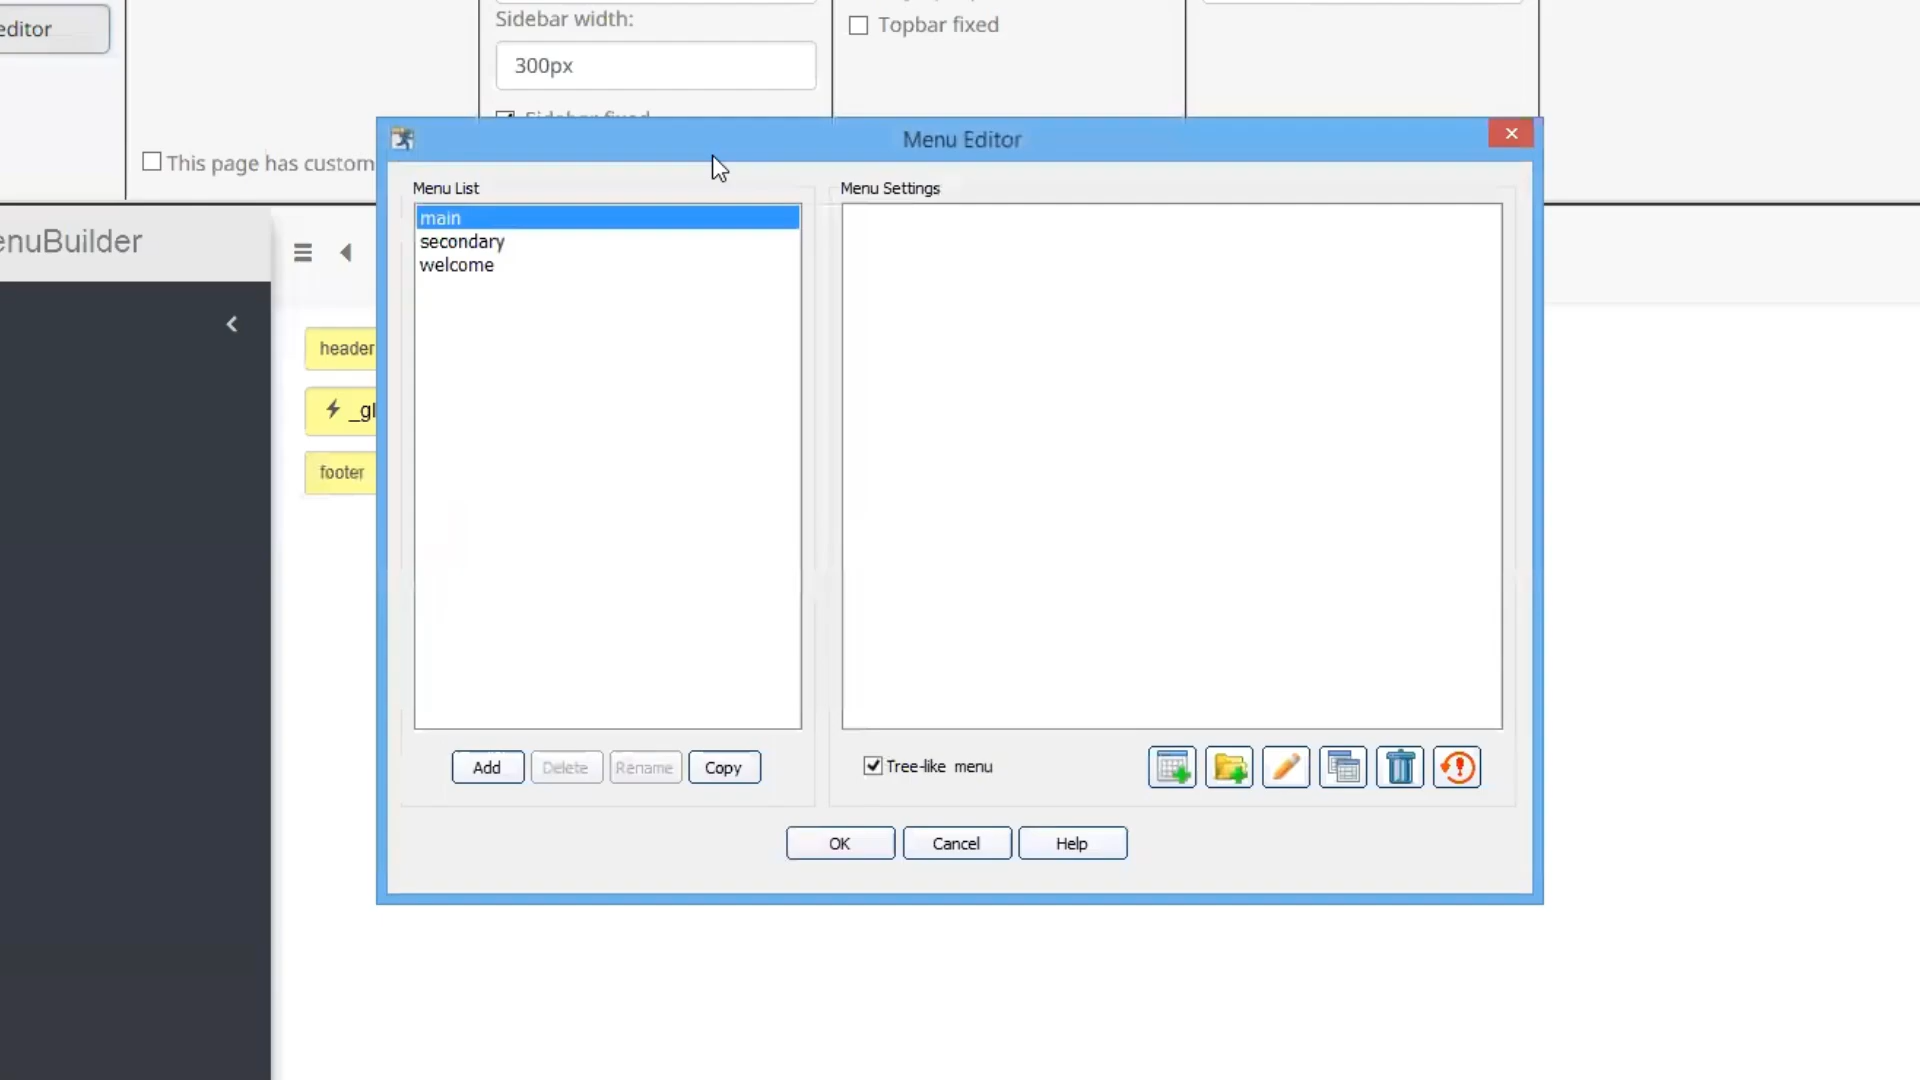 editor
Sidebar width:
300px
Topbar fixed
This page has custom
Menu Editor
Menu List
Menu Settings
main
secondary
welcome
enuBuilder
header
_gl
footer
Add
Delete
Rename
Copy
Tree-like menu
OK
Cancel
Help